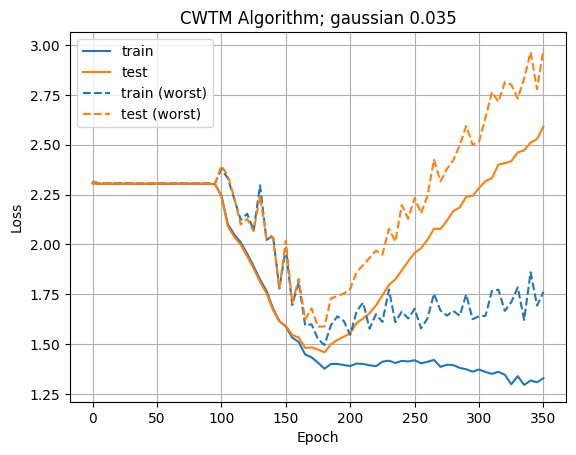 CWTM Algorithm; gaussian 0.035
train
test
train (worst)
test (worst)
Loss
3.00
2.75
2.50
2.25
2.00
1.75
1.50
1.25
0 50 100 150 200 250 300 350
Epoch